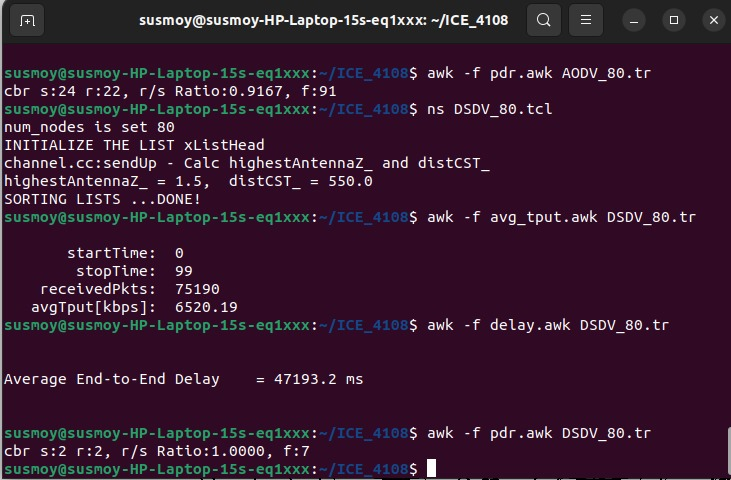 susmoy@susmoy-HP-Laptop-15s-eq1xxx: ~/ICE_4108
susmoy@susmoy-HP-Laptop-15s-eq1xxx:~/ICE_4108$ awk -f pdr.awk AODV_80.tr
cbr s:24 r:22, r/s Ratio:0.9167, f:91
susmoy@susmoy-HP-Laptop-15s-eq1xxx:~/ICE_4108$ ns DSDV_80.tcl
num_nodes is set 80
INITIALIZE THE LIST xListHead
channel.cc:sendUp - Calc highestAntennaZ_ and distCST_
highestAntennaZ_ = 1.5,  distCST_ = 550.0
SORTING LISTS ...DONE!
susmoy@susmoy-HP-Laptop-15s-eq1xxx:~/ICE_4108$ awk -f avg_tput.awk DSDV_80.tr
startTime:  0
stopTime:  99
receivedPkts:  75190
avgTput[kbps]:  6520.19
susmoy@susmoy-HP-Laptop-15s-eq1xxx:~/ICE_4108$ awk -f delay.awk DSDV_80.tr
Average End-to-End Delay    = 47193.2 ms
susmoy@susmoy-HP-Laptop-15s-eq1xxx:~/ICE_4108$ awk -f pdr.awk DSDV_80.tr
cbr s:2 r:2, r/s Ratio:1.0000, f:7
susmoy@susmoy-HP-Laptop-15s-eq1xxx:~/ICE_4108$